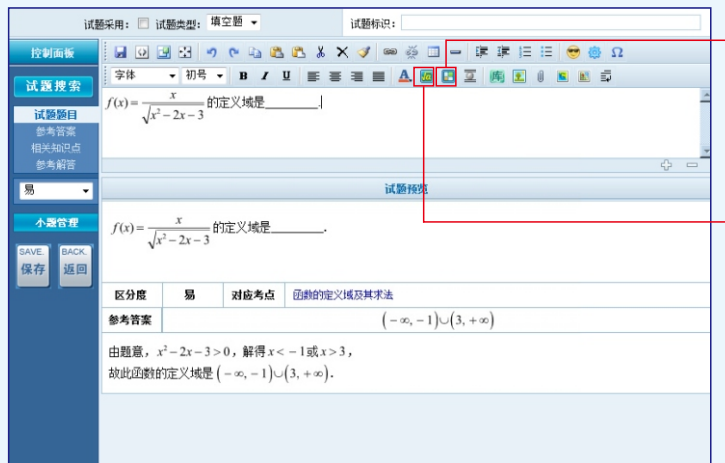 试题采用: 试题类型: 填空题 试题标识:
控制面板
试题搜索
字体 初号 B I U A Ω
试题题目
参考答案
相关知识点
参考解答
f(x)=x/√(x²-2x-3) 的定义域是________.
易
试题预览
小题管理
f(x)=x/√(x²-2x-3) 的定义域是________.
SAVE. BACK.
保存 返回
区分度 易 对应考点 函数的定义域及其求法
参考答案 (-∞,-1)∪(3,+∞)
由题意，x²-2x-3>0，解得x<-1或x>3，
故此函数的定义域是(-∞,-1)∪(3,+∞).